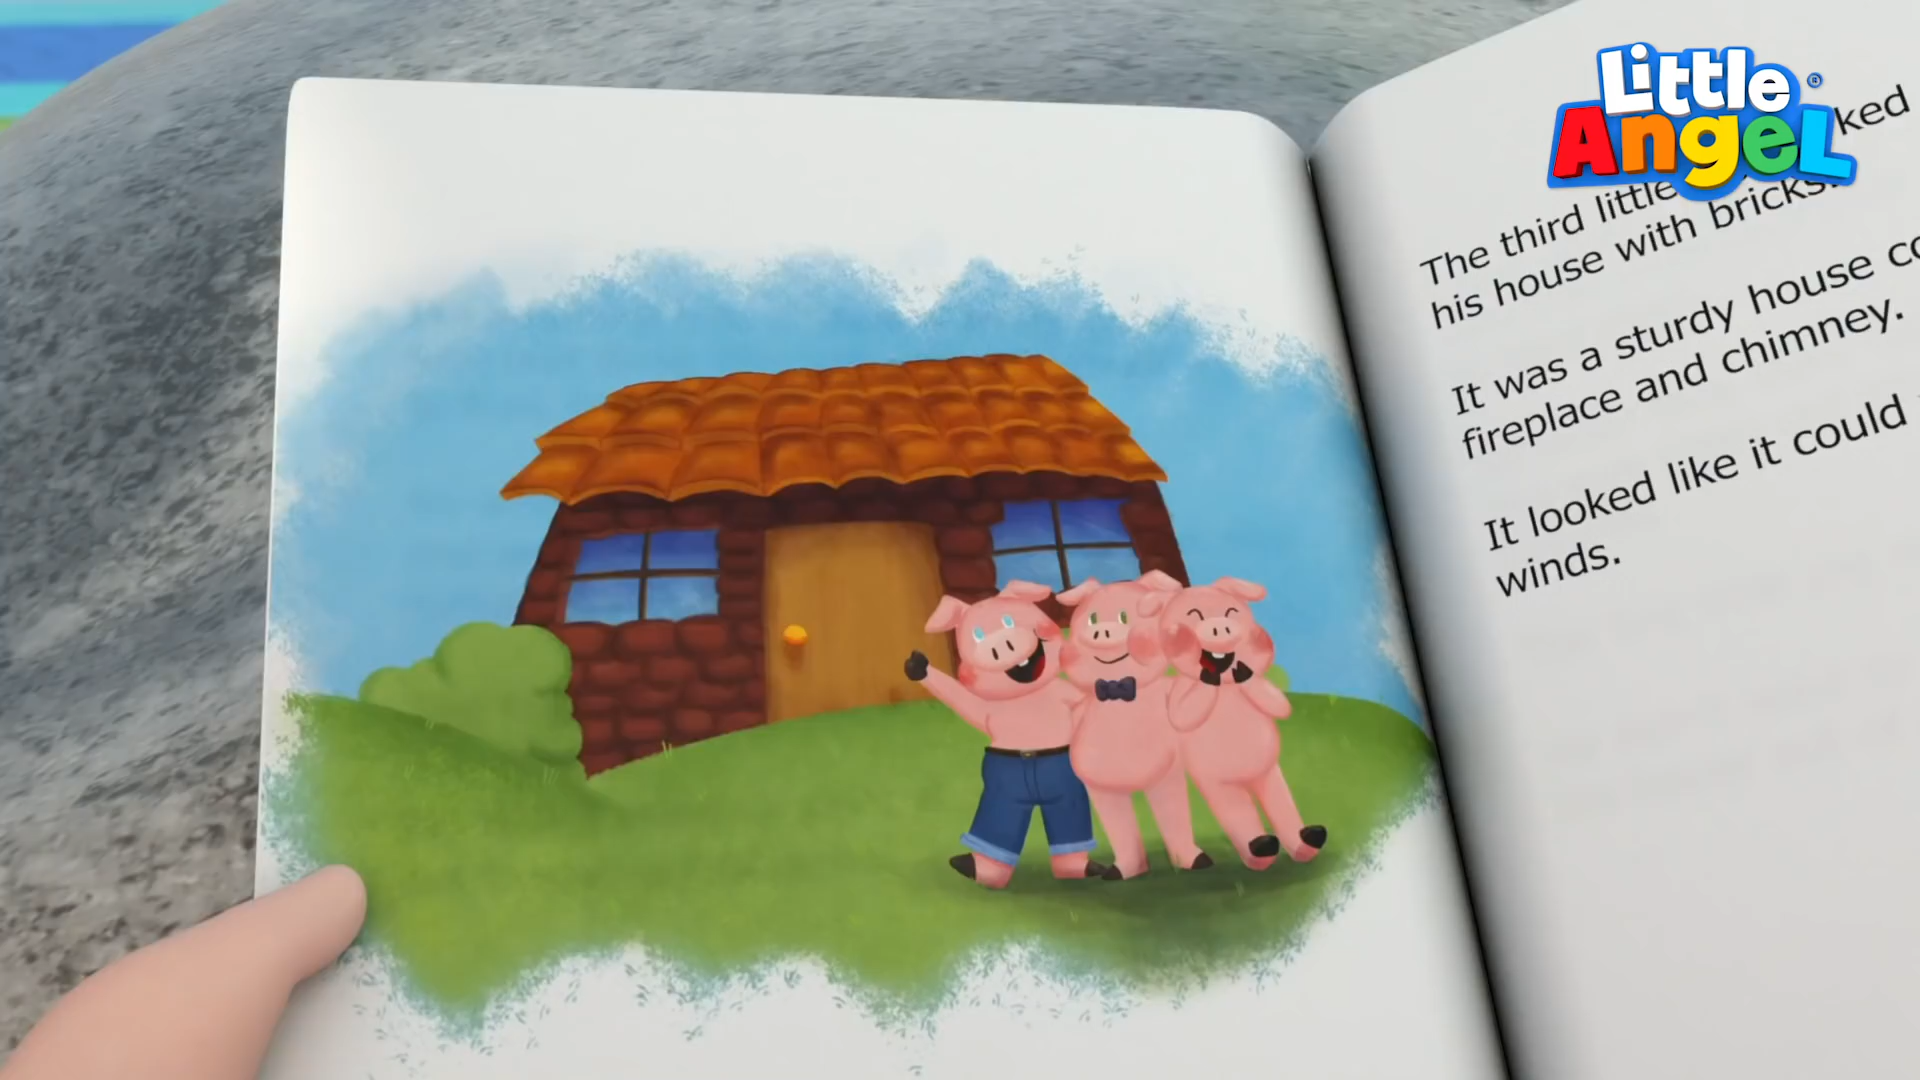 Little
Angel
®
ked
The third little
his house with bricks.
It was a sturdy house
fireplace and chimney.
It looked like it could
winds.